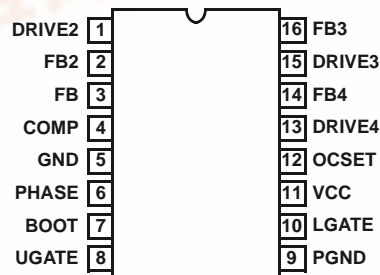 DRIVE2 1 16 FB3
FB2 2 15 DRIVE3
FB 3 14 FB4
COMP 4 13 DRIVE4
GND 5 12 OCSET
PHASE 6 11 VCC
BOOT 7 10 LGATE
UGATE 8 9 PGND